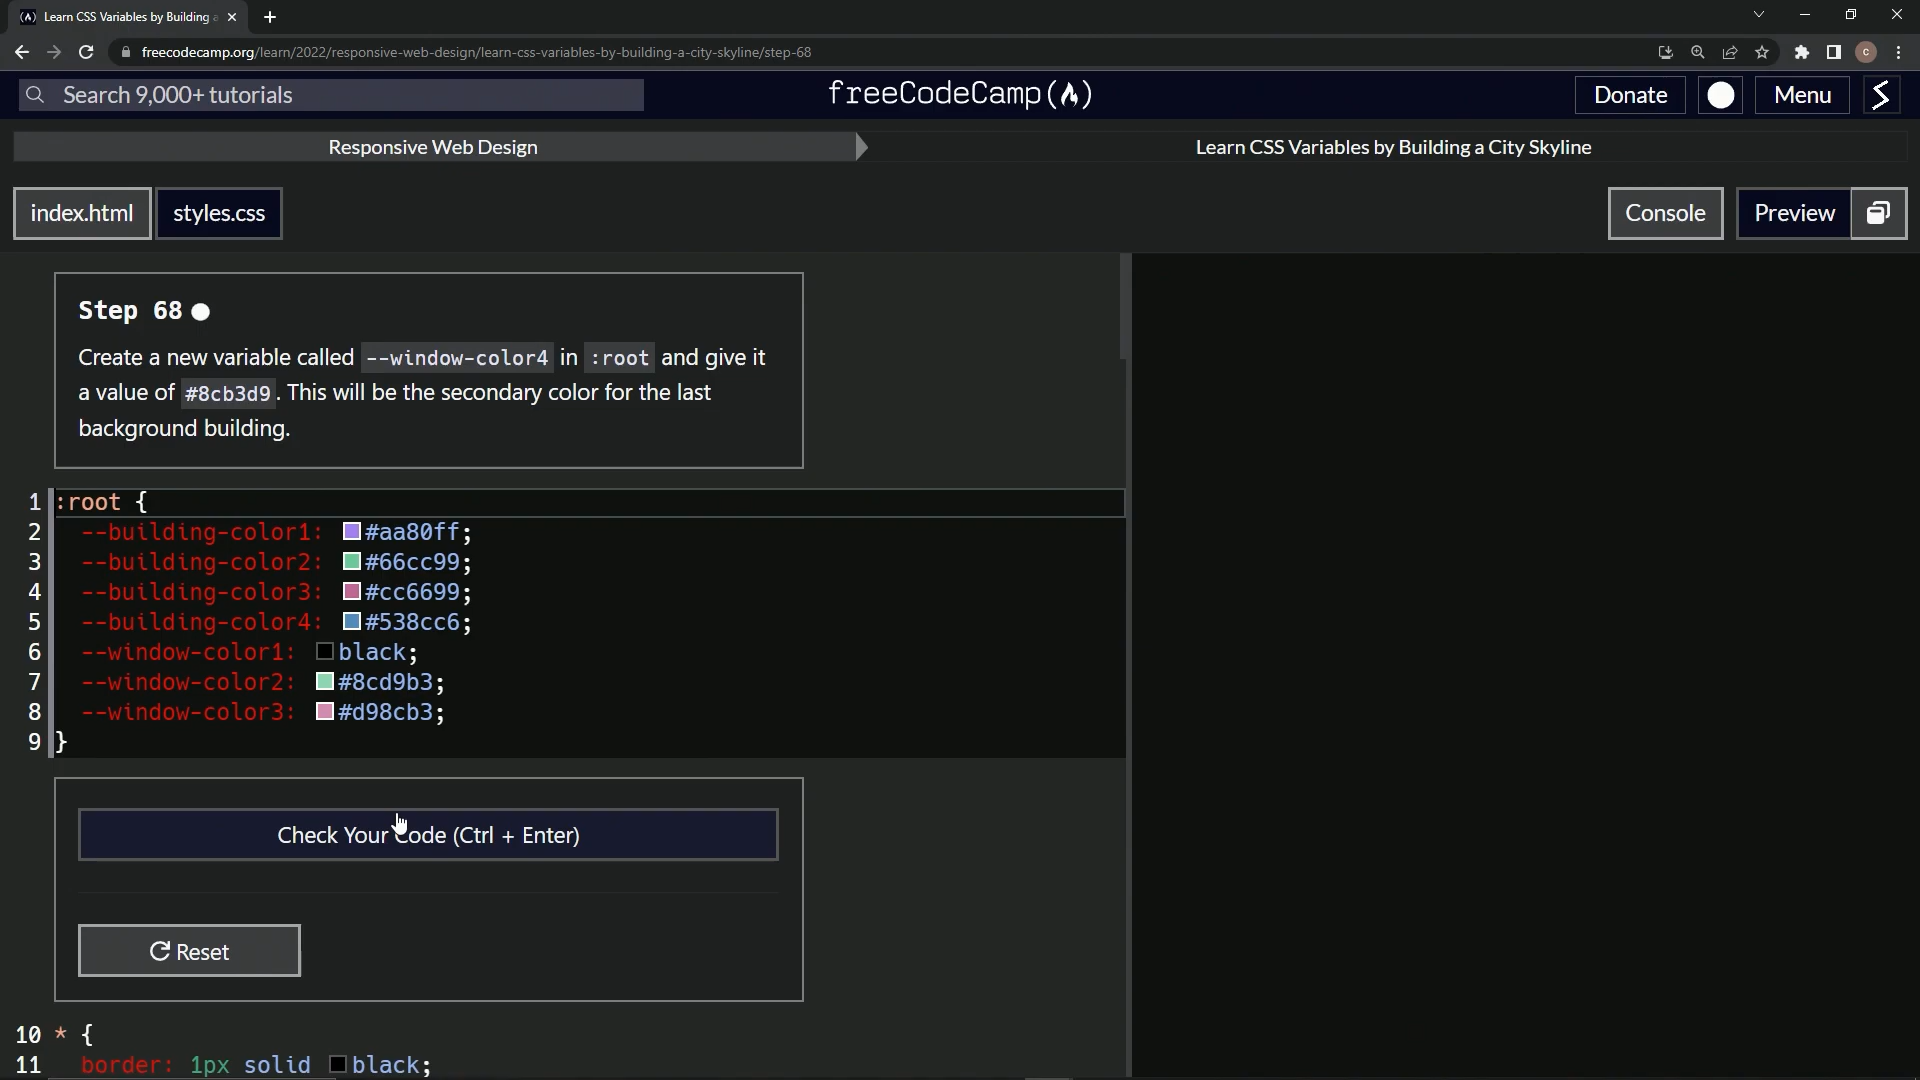 Learn CSS Variables by Building a
freecodecamp.org/learn/2022/responsive-web-design/learn-css-variables-by-building-a-city-skyline/step-68
C
Search 9,000+ tutorials
freeCodeCamp
Donate
Menu
Responsive Web Design
Learn CSS Variables by Building a City Skyline
index.html
styles.css
Console
Preview
Step 68
Create a new variable called --window-color4 in :root and give it
a value of #8cb3d9. This will be the secondary color for the last
background building.
1 :root {
2 --building-color1: #aa80ff;
3 --building-color2: #66cc99;
4 --building-color3: #cc6699;
5 --building-color4: #538cc6;
6 --window-color1: black;
7 --window-color2: #8cd9b3;
8 --window-color3: #d98cb3;
9 }
Check Your Code (Ctrl + Enter)
Reset
10 * {
11 border: 1px solid black;